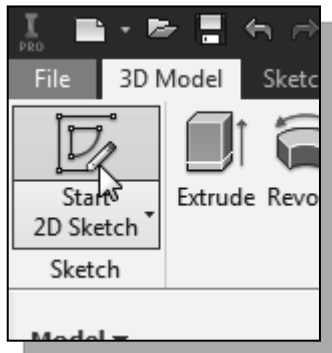 I
PRO
File 3D Model Sketc
Start
2D Sketch
Extrude Revo
Sketch
Model